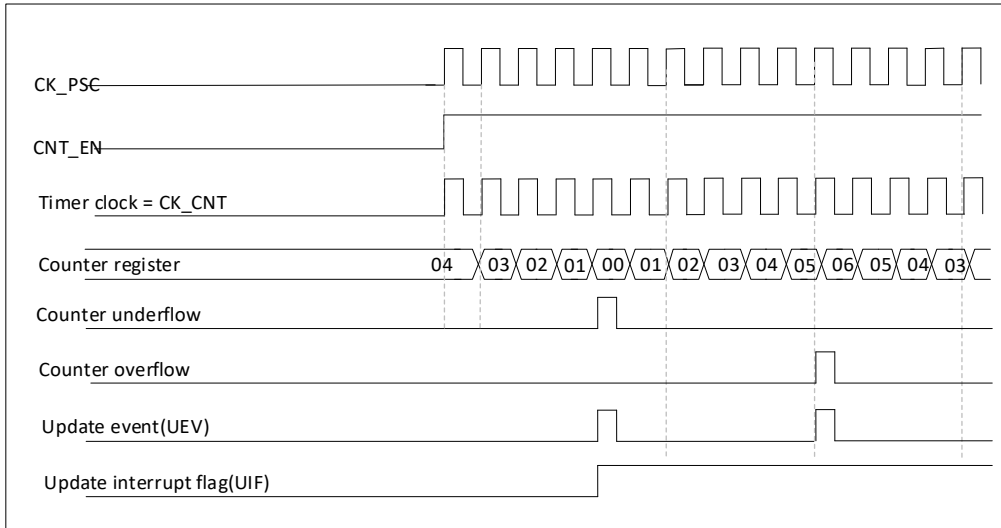 CK_PSC
CNT_EN
Timer clock = CK_CNT
Counter register 04 03 02 01 00 01 02 03 04 05 06 05 04 03
Counter underflow
Counter overflow
Update event(UEV)
Update interrupt flag(UIF)